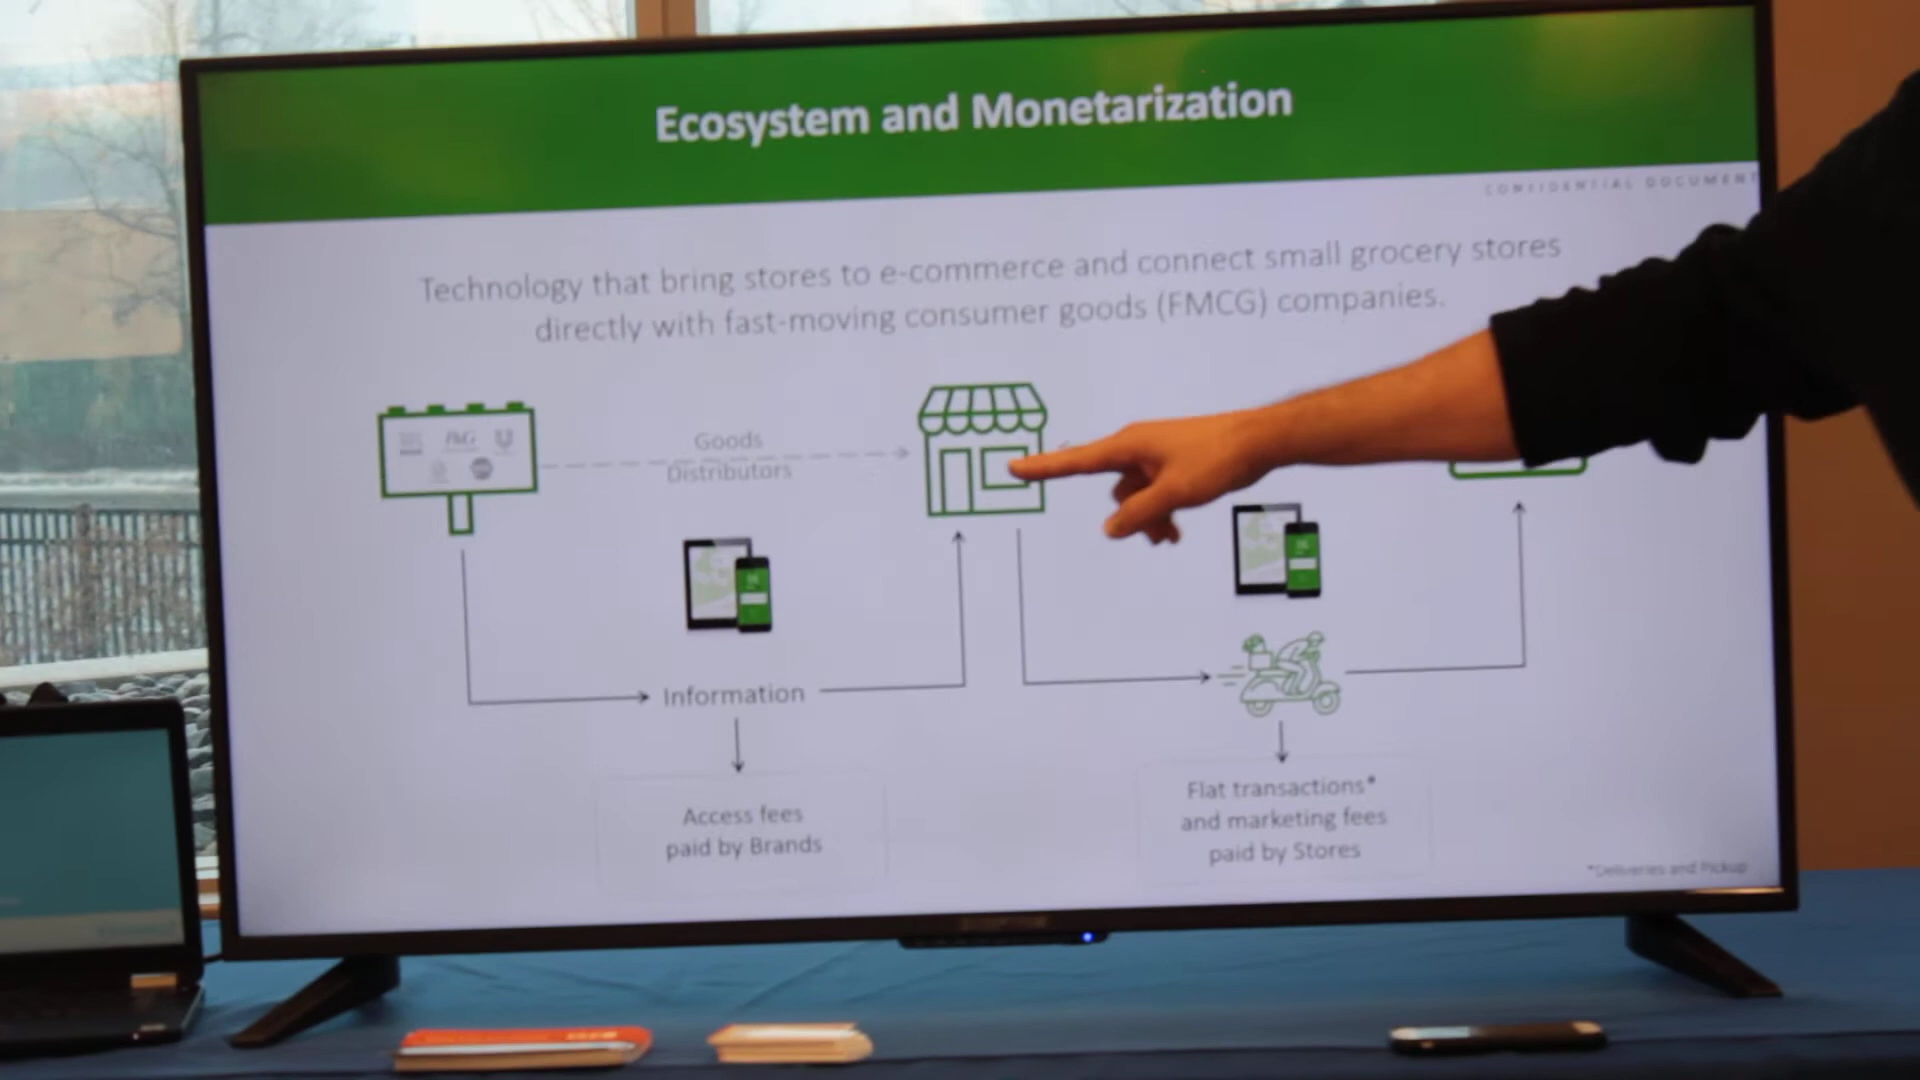 Ecosystem and Monetarization
CONFIDENTIAL DOCUMENT
Technology that bring stores to e-commerce and connect small grocery stores
directly with fast-moving consumer goods (FMCG) companies.
P&G
Goods
Distributors
Information
Access fees
paid by Brands
Flat transactions*
and marketing fees
paid by Stores
*Deliveries and Pickup